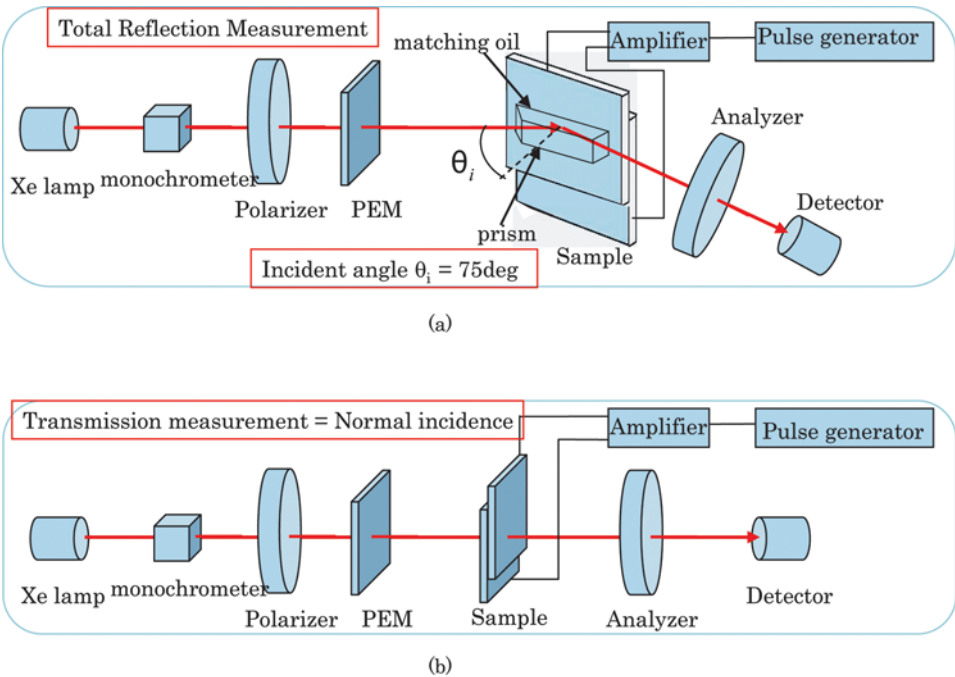 Total Reflection Measurement
matching oil
Amplifier
Pulse generator
Analyzer
θi
Xe lamp
monochrometer
Polarizer
PEM
prism
Sample
Detector
Incident angle θi = 75deg
(a)
Transmission measurement = Normal incidence
Amplifier
Pulse generator
Xe lamp
monochrometer
Polarizer
PEM
Sample
Analyzer
Detector
(b)